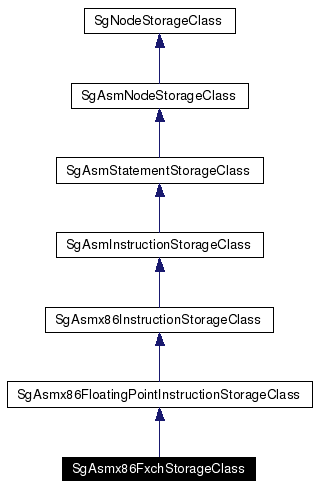 SgNodeStorageClass
SgAsmNodeStorageClass
SgAsmStatementStorageClass
SgAsmInstructionStorageClass
SgAsmx86InstructionStorageClass
SgAsmx86FloatingPointInstructionStorageClass
SgAsmx86FxchStorageClass